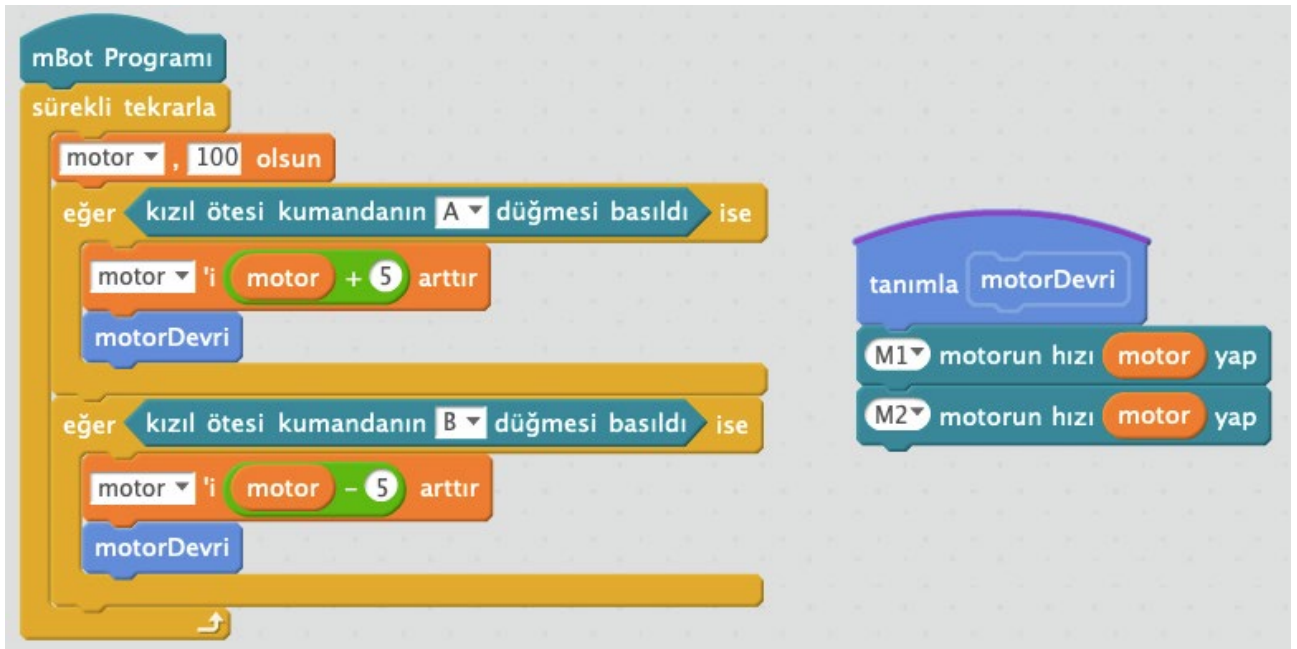 mBot Programı
sürekli tekrarla
motor , 100 olsun
eğer kızıl ötesi kumandanın A düğmesi basıldı ise
motor 'i motor + 5 arttır
motorDevri
eğer kızıl ötesi kumandanın B düğmesi basıldı ise
motor 'i motor - 5 arttır
motorDevri
tanımla motorDevri
M1 motorun hızı motor yap
M2 motorun hızı motor yap